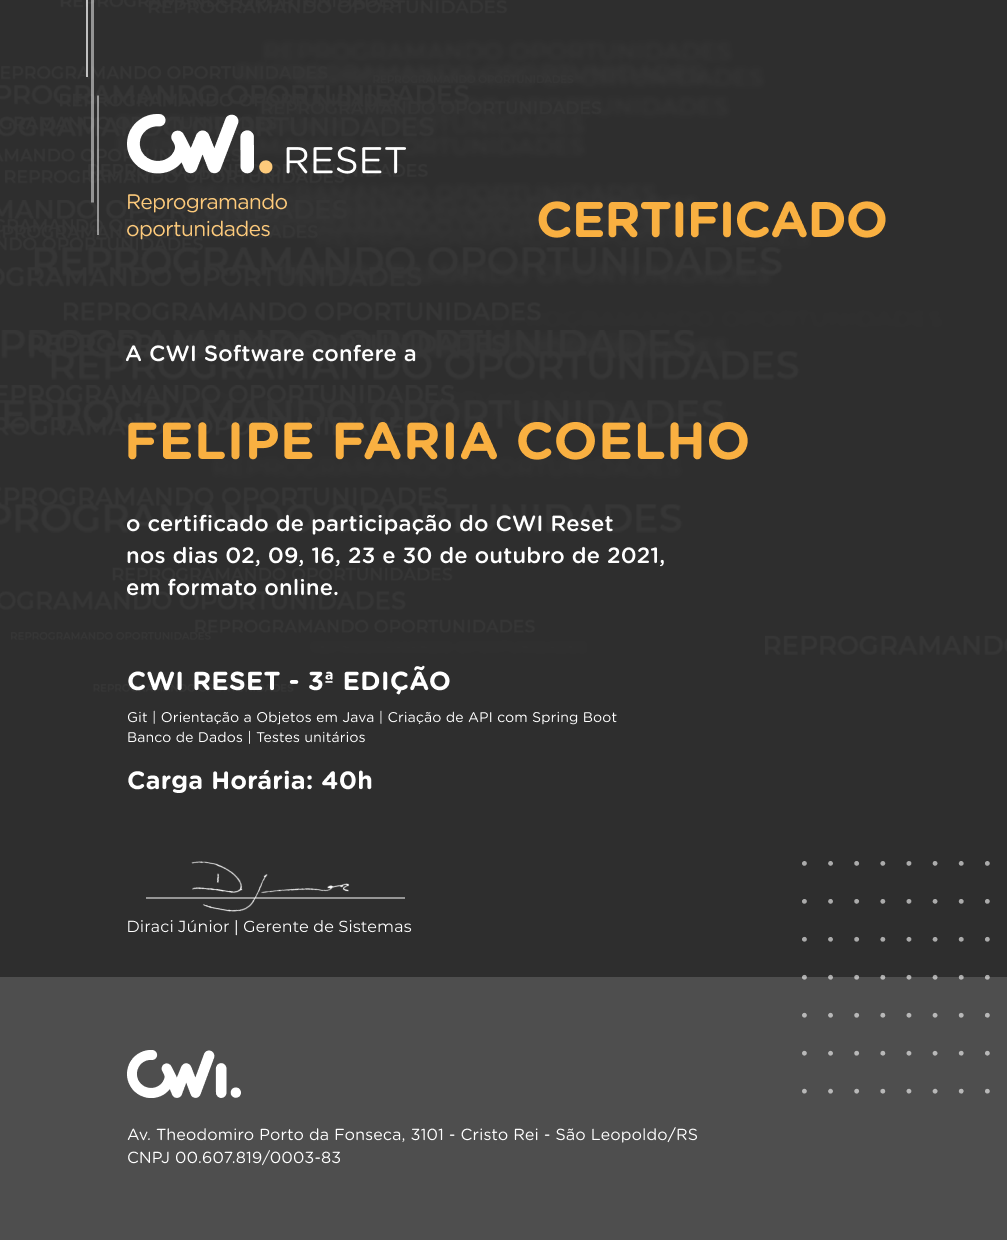 CWI. RESET
Reprogramando
oportunidades
CERTIFICADO
A CWI Software confere a
FELIPE FARIA COELHO
o certificado de participação do CWI Reset
nos dias 02, 09, 16, 23 e 30 de outubro de 2021,
em formato online.
CWI RESET - 3ª EDIÇÃO
Git | Orientação a Objetos em Java | Criação de API com Spring Boot
Banco de Dados | Testes unitários
Carga Horária: 40h
Diraci Júnior | Gerente de Sistemas
CWI.
Av. Theodomiro Porto da Fonseca, 3101 - Cristo Rei - São Leopoldo/RS
CNPJ 00.607.819/0003-83